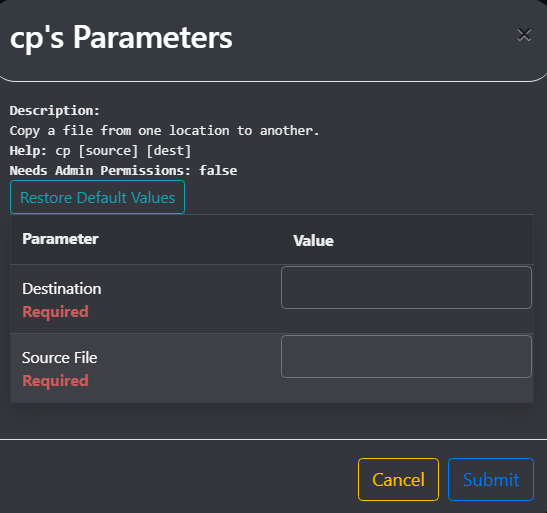 cp's Parameters
×
Description:
Copy a file from one location to another.
Help: cp [source] [dest]
Needs Admin Permissions: false
Restore Default Values
Parameter Value
Destination
Required
Source File
Required
Cancel Submit